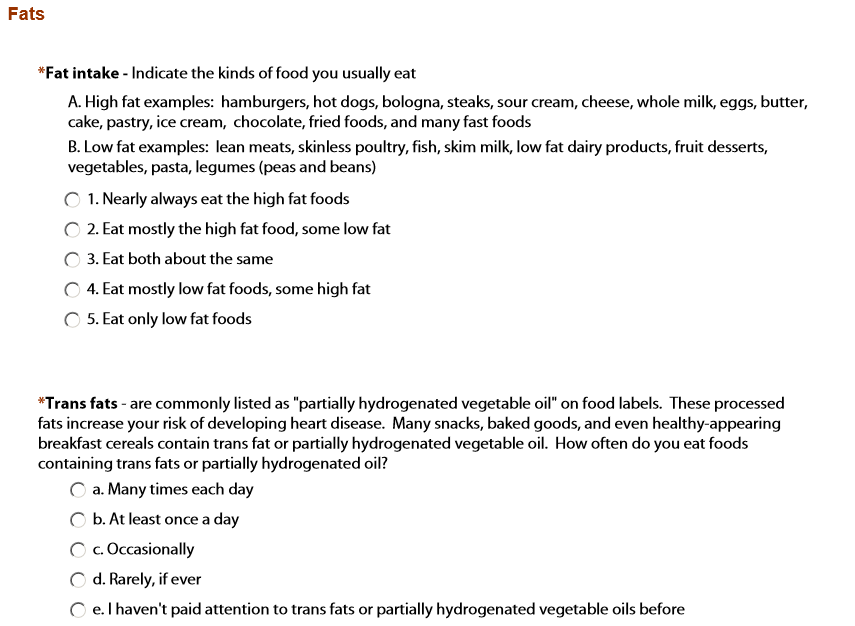 Fats
*Fat intake - Indicate the kinds of food you usually eat
A. High fat examples: hamburgers, hot dogs, bologna, steaks, sour cream, cheese, whole milk, eggs, butter,
cake, pastry, ice cream, chocolate, fried foods, and many fast foods
B. Low fat examples: lean meats, skinless poultry, fish, skim milk, low fat dairy products, fruit desserts,
vegetables, pasta, legumes (peas and beans)
1. Nearly always eat the high fat foods
2. Eat mostly the high fat food, some low fat
3. Eat both about the same
4. Eat mostly low fat foods, some high fat
5. Eat only low fat foods
*Trans fats - are commonly listed as "partially hydrogenated vegetable oil" on food labels. These processed
fats increase your risk of developing heart disease. Many snacks, baked goods, and even healthy-appearing
breakfast cereals contain trans fat or partially hydrogenated vegetable oil. How often do you eat foods
containing trans fats or partially hydrogenated oil?
a. Many times each day
b. At least once a day
c. Occasionally
d. Rarely, if ever
e. I haven't paid attention to trans fats or partially hydrogenated vegetable oils before